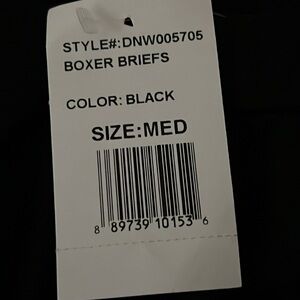 STYLE#:DNW005705
BOXER BRIEFS
COLOR: BLACK
SIZE:MED
8 89739 10153 6